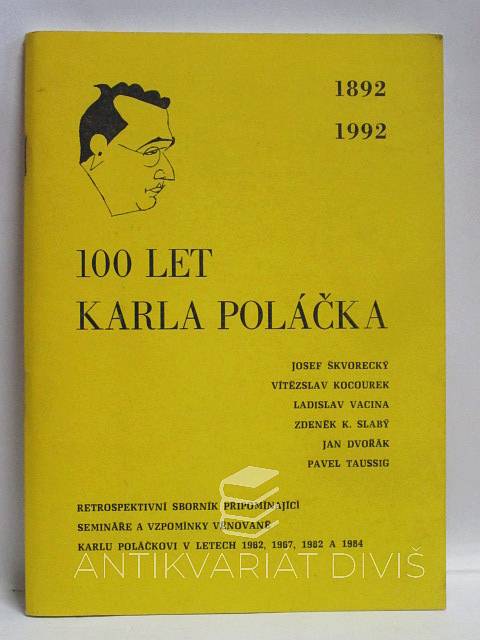 1892
1992
100 LET
KARLA POLÁČKA
JOSEF ŠKVORECKÝ
VÍTĚZSLAV KOCOUREK
LADISLAV VACINA
ZDENĚK K. SLABÝ
JAN DVOŘÁK
PAVEL TAUSSIG
RETROSPEKTIVNÍ SBORNÍK PŘIPOMÍNAJÍCÍ
SEMINÁŘE A VZPOMÍNKY VĚNOVANÉ
KARLU POLÁČKOVI V LETECH 1962, 1967, 1982 A 1984
ANTIKVARIAT DIVIŠ